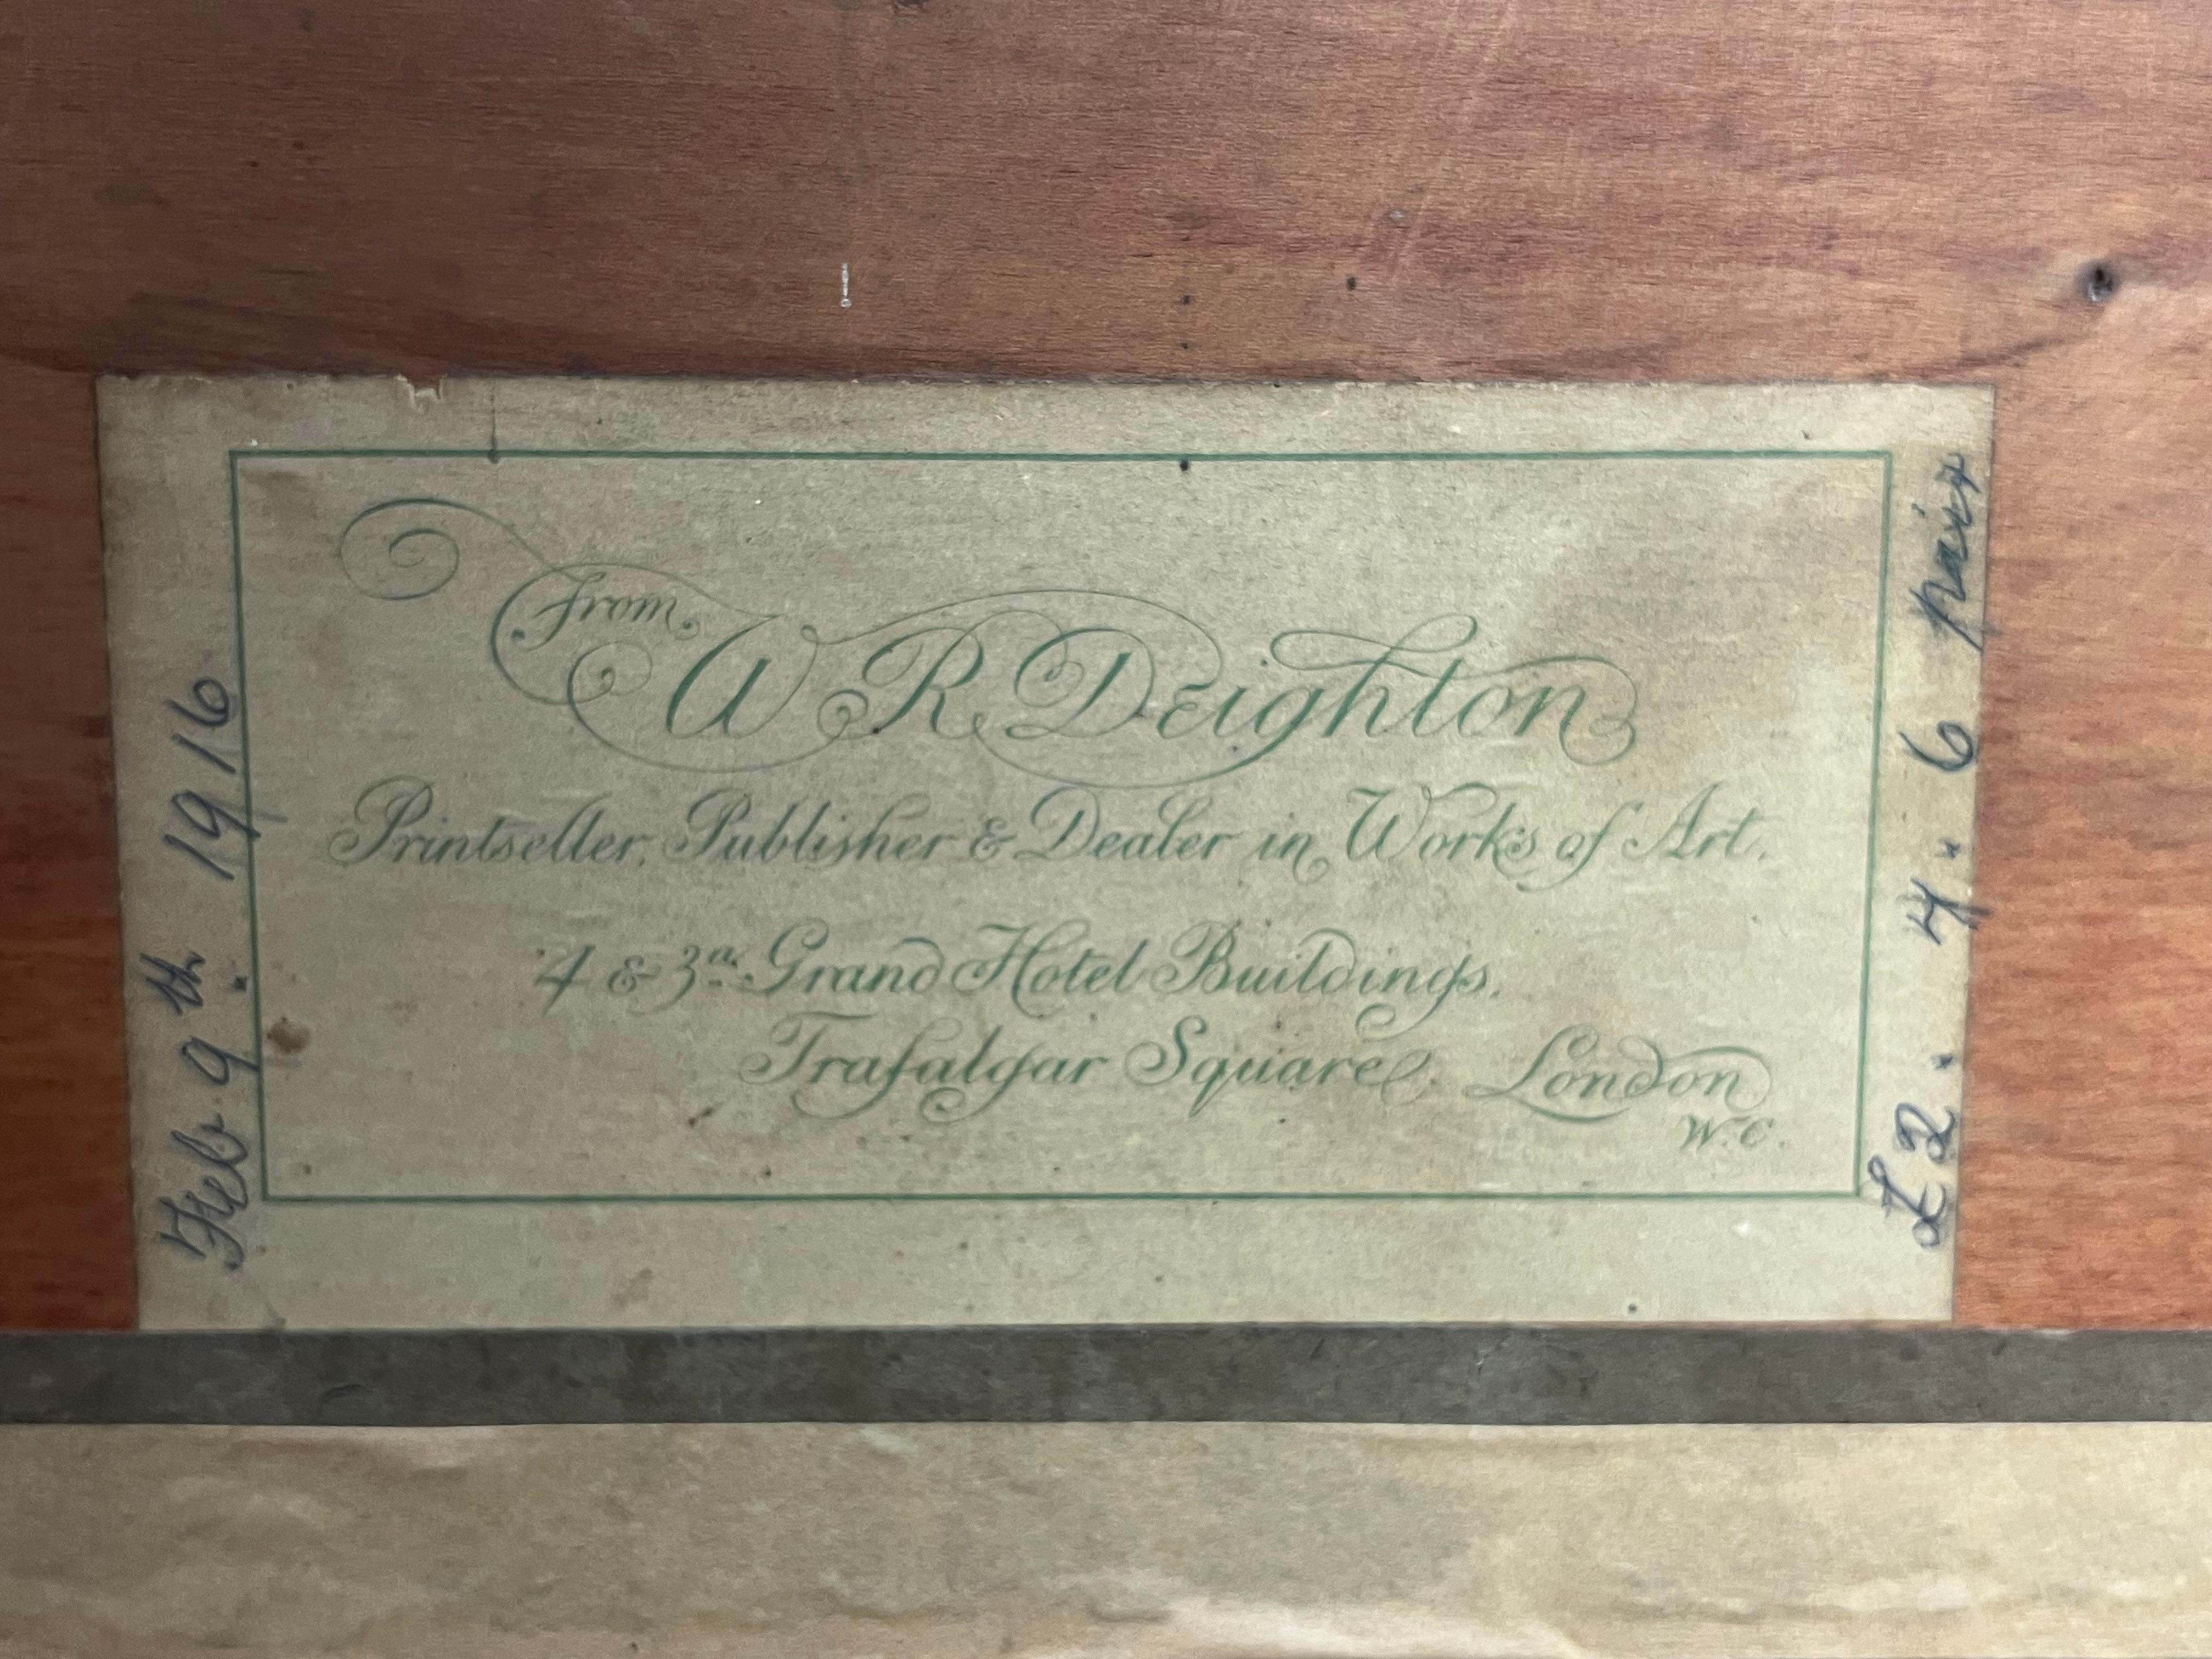 From
W R Deighton
Printseller, Publisher & Dealer in Works of Art.
4 & 3a. Grand Hotel Buildings.
Trafalgar Square, London
W.C.
Feb. 9th 1916
£2.4.6 pair